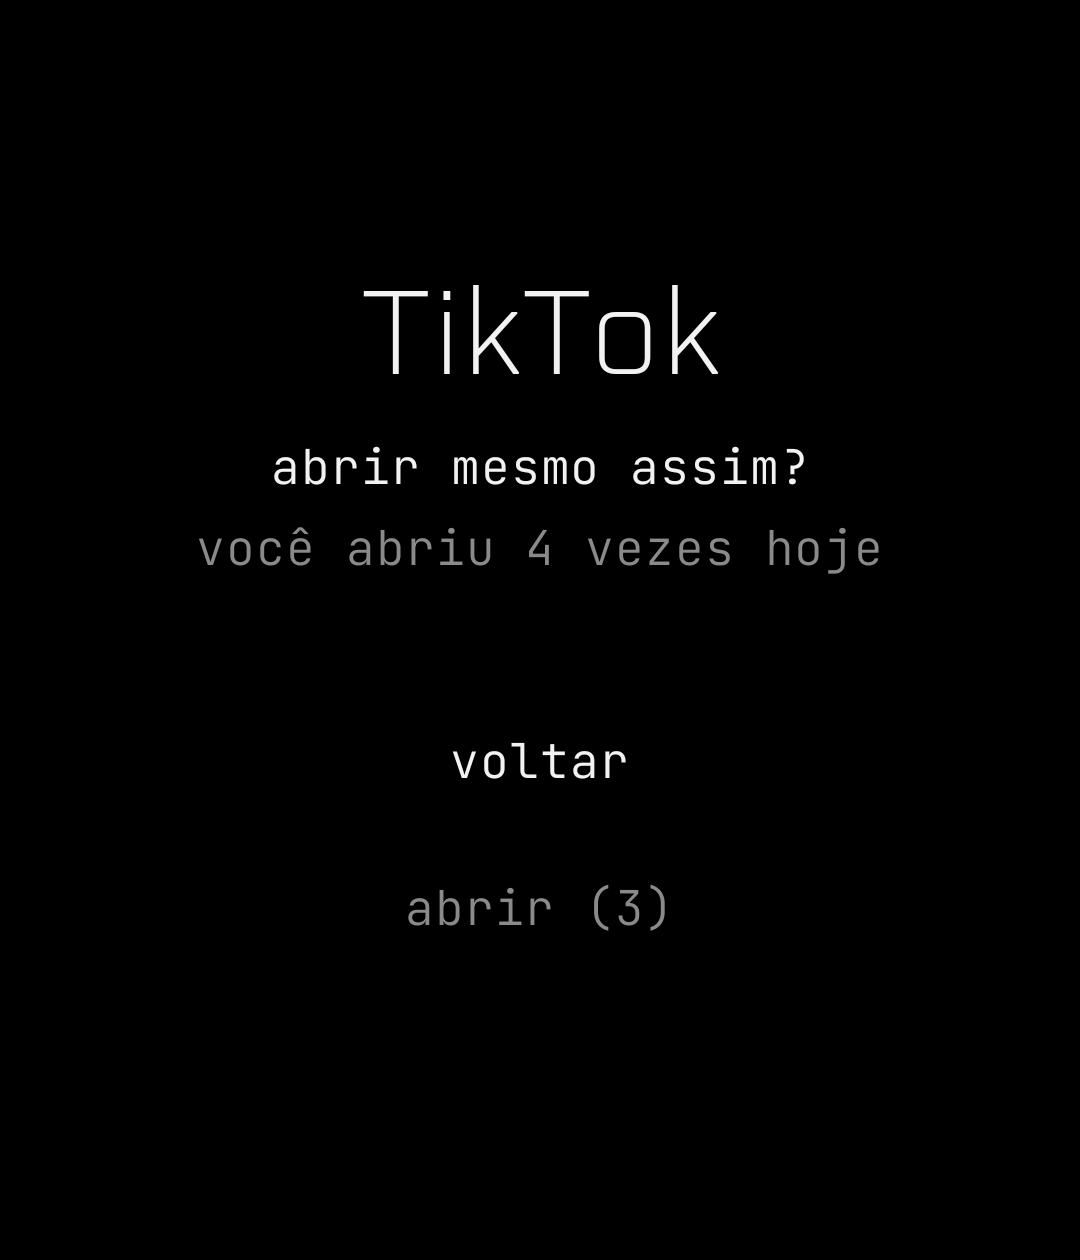 TikTok
abrir mesmo assim?
você abriu 4 vezes hoje
voltar
abrir (3)